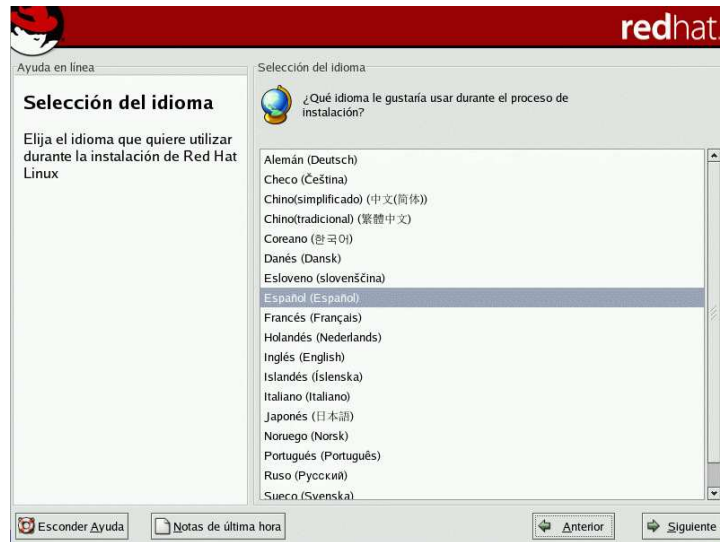 redhat.
Ayuda en línea
Selección del idioma
Elija el idioma que quiere utilizar
durante la instalación de Red Hat
Linux
Selección del idioma
¿Qué idioma le gustaría usar durante el proceso de
instalación?
Alemán (Deutsch)
Checo (Čeština)
Chino(simplificado) (中文(简体))
Chino(tradicional) (繁體中文)
Coreano (한국어)
Danés (Dansk)
Esloveno (slovenščina)
Español (Español)
Francés (Français)
Holandés (Nederlands)
Inglés (English)
Islandés (Íslenska)
Italiano (Italiano)
Japonés (日本語)
Noruego (Norsk)
Portugués (Português)
Ruso (Русский)
Sueco (Svenska)
Esconder Ayuda
Notas de últim hora
Anterior
Siguiente